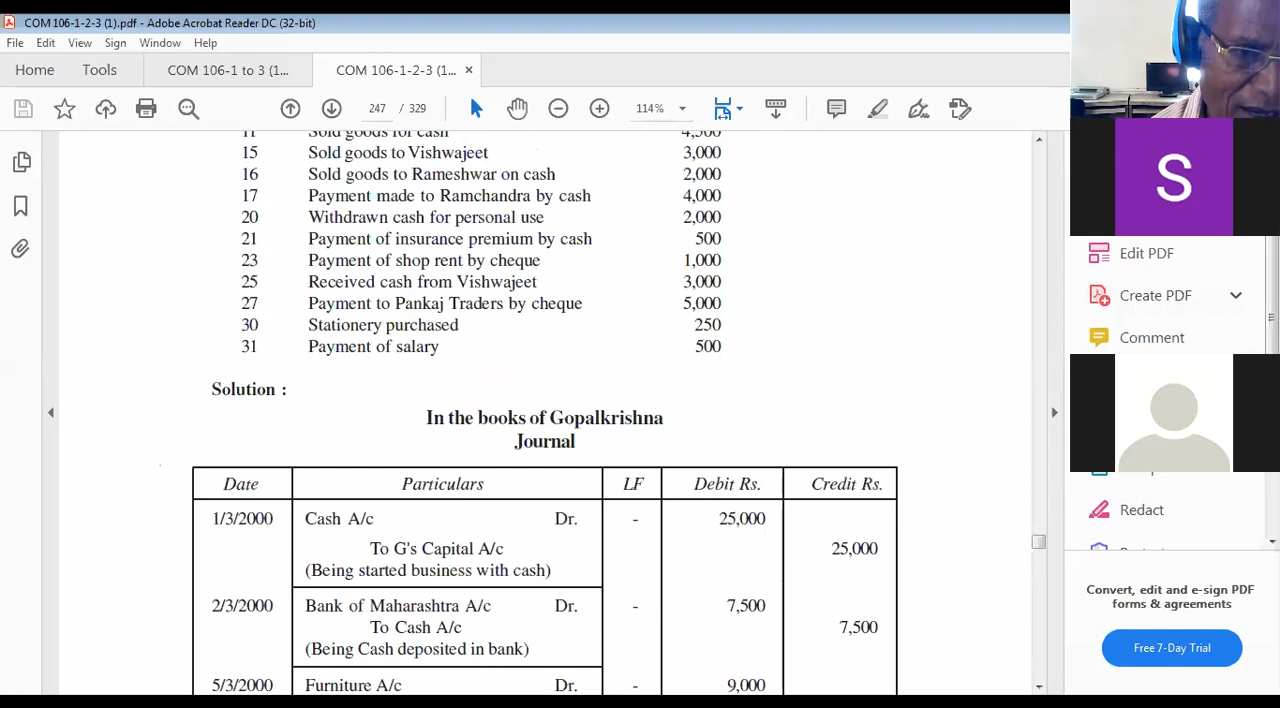 COM 106-1-2-3 (1).pdf - Adobe Acrobat Reader DC (32-bit)
File Edit View Sign Window Help
Home Tools COM 106-1 to 3 (1... COM 106-1-2-3 (1... ×
247 / 325 114%
11 Sold goods for cash 4,500
15 Sold goods to Vishwajeet 3,000
16 Sold goods to Rameshwar on cash 2,000
17 Payment made to Ramchandra by cash 4,000
20 Withdrawn cash for personal use 2,000
21 Payment of insurance premium by cash 500
23 Payment of shop rent by cheque 1,000
25 Received cash from Vishwajeet 3,000
27 Payment to Pankaj Traders by cheque 5,000
30 Stationery purchased 250
31 Payment of salary 500
Solution :
In the books of Gopalkrishna
Journal
Date Particulars LF Debit Rs. Credit Rs.
1/3/2000 Cash A/c Dr. - 25,000
To G's Capital A/c 25,000
(Being started business with cash)
2/3/2000 Bank of Maharashtra A/c Dr. - 7,500
To Cash A/c 7,500
(Being Cash deposited in bank)
5/3/2000 Furniture A/c Dr. - 9,000
S
Edit PDF
Create PDF
Comment
Redact
Convert, edit and e-sign PDF
forms & agreements
Free 7-Day Trial